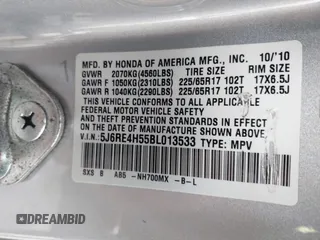 MFD. BY HONDA OF AMERICA MFG., INC. 10/'10
GVWR 2070KG(4560LBS) TIRE SIZE RIM SIZE
GAWR F 1050KG(2310LBS) 225/65R17 102T 17X6.5J
GAWR R 1040KG(2290LBS) 225/65R17 102T 17X6.5J
THIS VEHICLE CONFORMS TO ALL APPLICABLE
FEDERAL MOTOR VEHICLE SAFETY
AND THEFT PREVENTION STANDARDS
IN EFFECT ON THE DATE OF
MANUFACTURE SHOWN ABOVE.
V.I.N: 5J6RE4H55BL013533 TYPE: MPV
SXS B A85 -NH700MX -B-L
DREAMBID